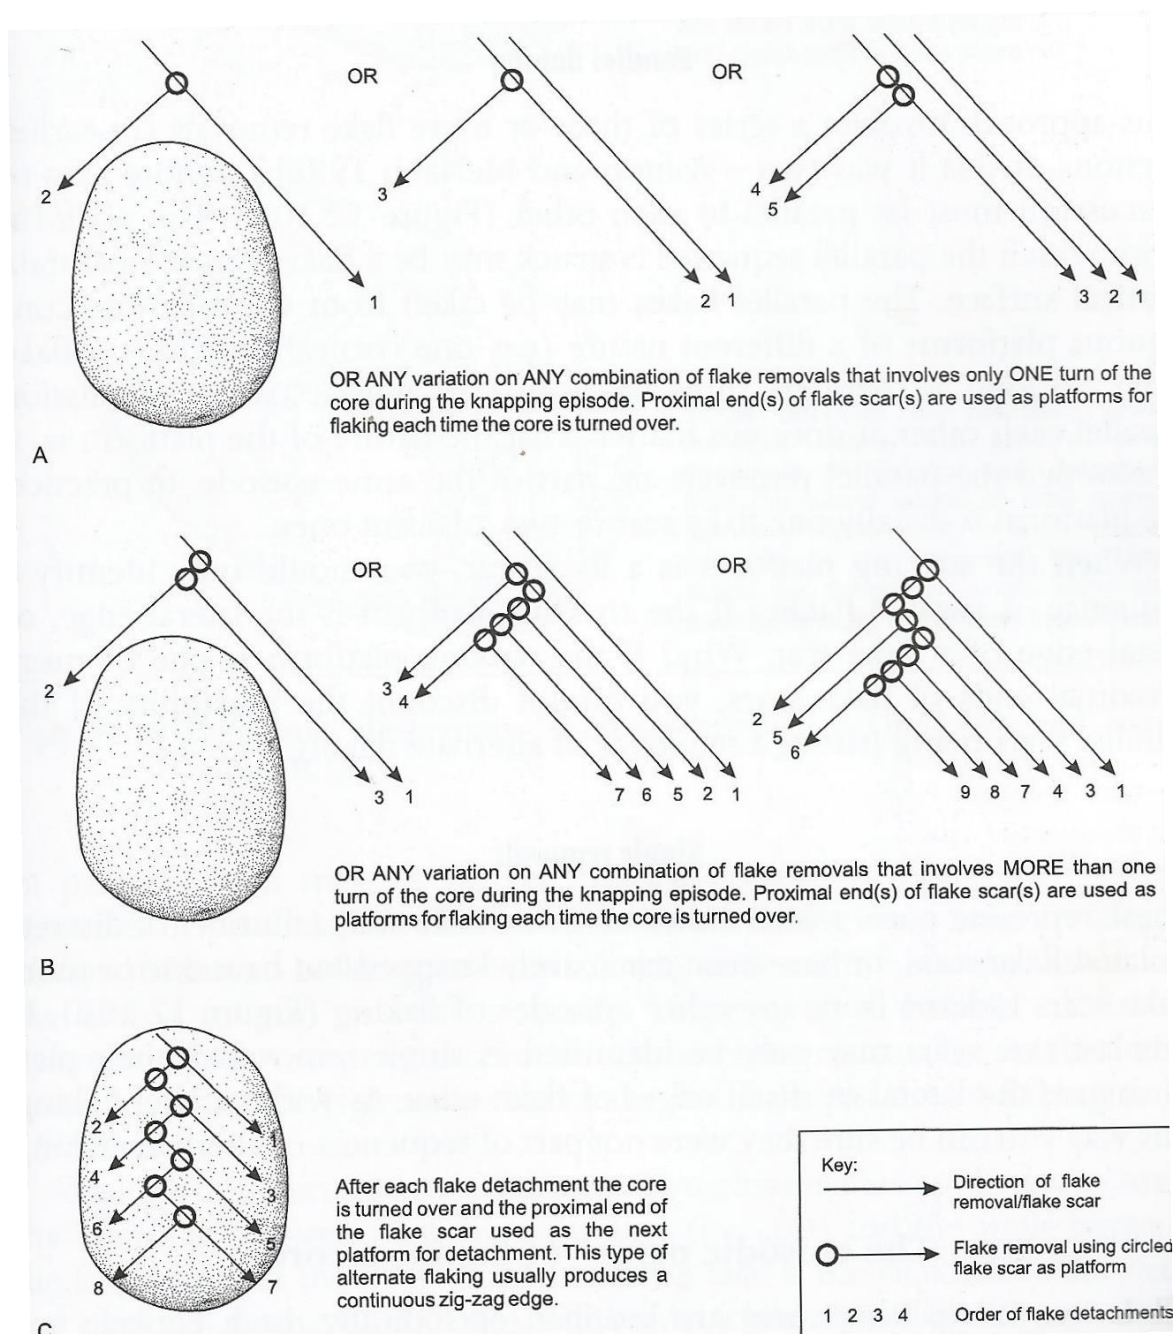 OR
OR
2
1
3
2 1
4
5
3 2 1
OR ANY variation on ANY combination of flake removals that involves only ONE turn of the
core during the knapping episode. Proximal end(s) of flake scar(s) are used as platforms for
flaking each time the core is turned over.
A
OR
OR
2
3 1
3
4
7 6 5 2 1
2
5
6
9 8 7 4 3 1
OR ANY variation on ANY combination of flake removals that involves MORE than one
turn of the core during the knapping episode. Proximal end(s) of flake scar(s) are used as
platforms for flaking each time the core is turned over.
B
2
1
4
3
6
5
8
7
After each flake detachment the core
is turned over and the proximal end of
the flake scar used as the next
platform for detachment. This type of
alternate flaking usually produces a
continuous zig-zag edge.
C
Key:
Direction of flake
removal/flake scar
Flake removal using circled
flake scar as platform
1 2 3 4 Order of flake detachments